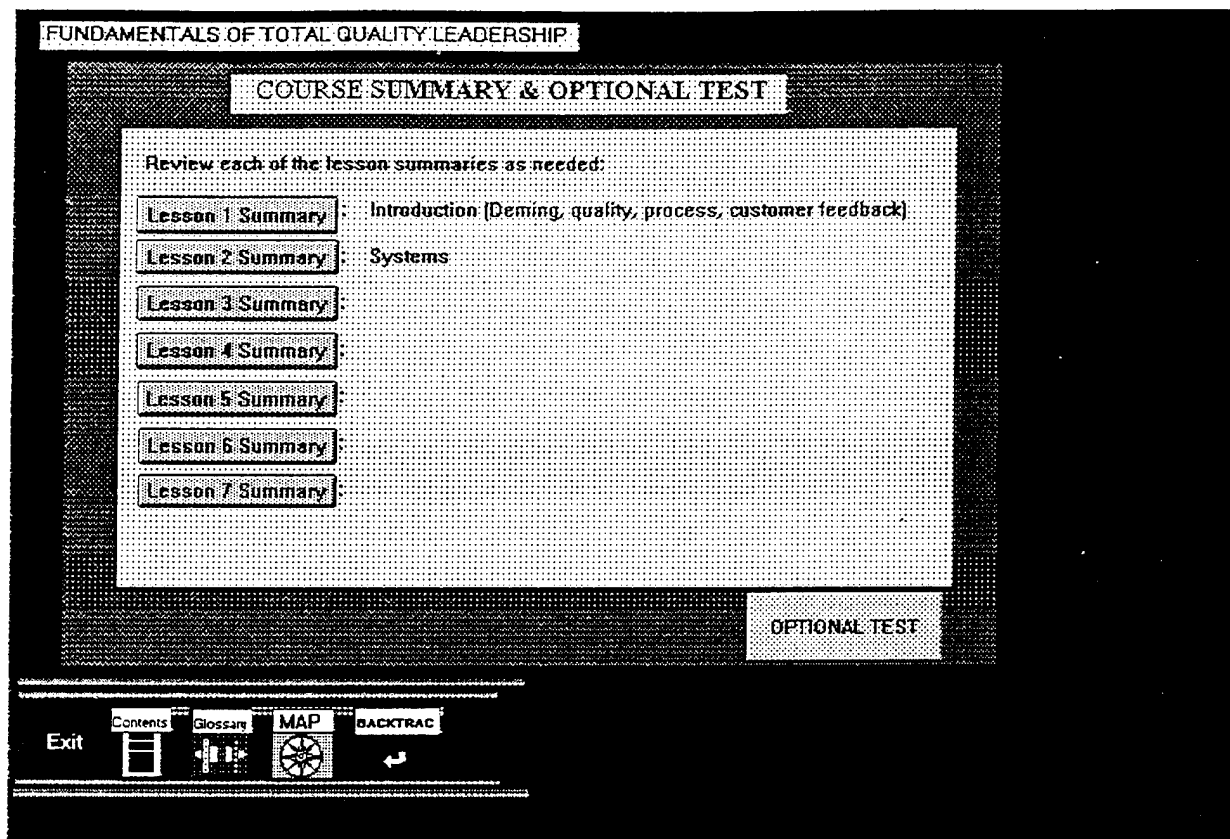 FUNDAMENTALS OF TOTAL QUALITY LEADERSHIP
COURSE SUMMARY & OPTIONAL TEST
Review each of the lesson summaries as needed:
Lesson 1 Summary : Introduction (Deming, quality, process, customer feedback)
Lesson 2 Summary : Systems
Lesson 3 Summary :
Lesson 4 Summary :
Lesson 5 Summary :
Lesson 6 Summary :
Lesson 7 Summary :
OPTIONAL TEST
Exit Contents Glossary MAP BACKTRAC